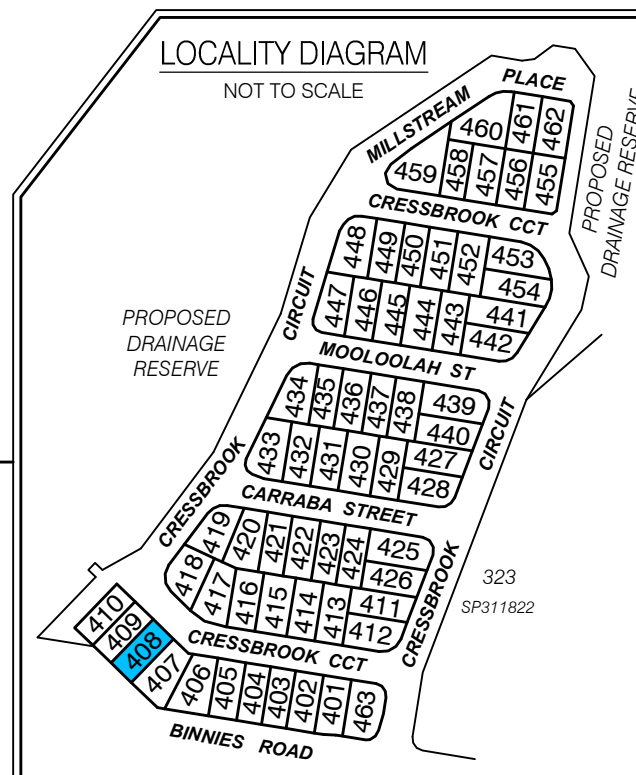 LOCALITY DIAGRAM
NOT TO SCALE
MILLSTREAM PLACE
460 461 462
459 458 457 456 455
CRESSBROOK CCT
PROPOSED
DRAINAGE RESERVE
448 449 450 451 452 453
454
447 446 445 444 443 441
442
CIRCUIT
PROPOSED
DRAINAGE
RESERVE
MOOLOOLAH ST
434 435 436 437 438 439
440
433 432 431 430 429 427
428
CIRCUIT
CRESSBROOK
CARRABA STREET
419 420 421 422 423 424 425
426
418 417 416 415 414 413 411
412
CRESSBROOK
323
SP311822
CRESSBROOK CCT
410 409 408 407 406 405 404 403 402 401 463
BINNIES ROAD